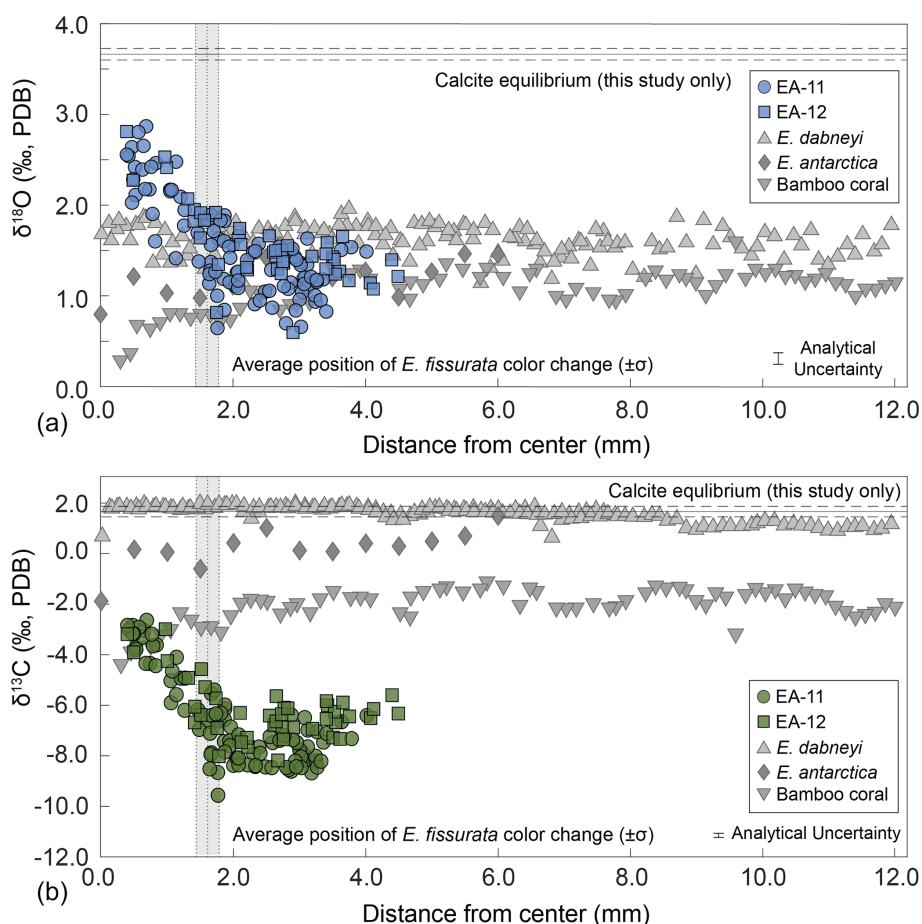 4.0
3.0
2.0
1.0
0.0
δ18O (‰, PDB)
Calcite equilibrium (this study only)
EA-11
EA-12
E. dabneyi
E. antarctica
Bamboo coral
Average position of E. fissurata color change (±σ)
Analytical
Uncertainty
0.0 2.0 4.0 6.0 8.0 10.0 12.0
(a)
Distance from center (mm)
2.0
0.0
-2.0
-4.0
-6.0
-8.0
-10.0
-12.0
δ13C (‰, PDB)
Calcite equilibrium (this study only)
EA-11
EA-12
E. dabneyi
E. antarctica
Bamboo coral
Average position of E. fissurata color change (±σ)
Analytical Uncertainty
0.0 2.0 4.0 6.0 8.0 10.0 12.0
(b)
Distance from center (mm)